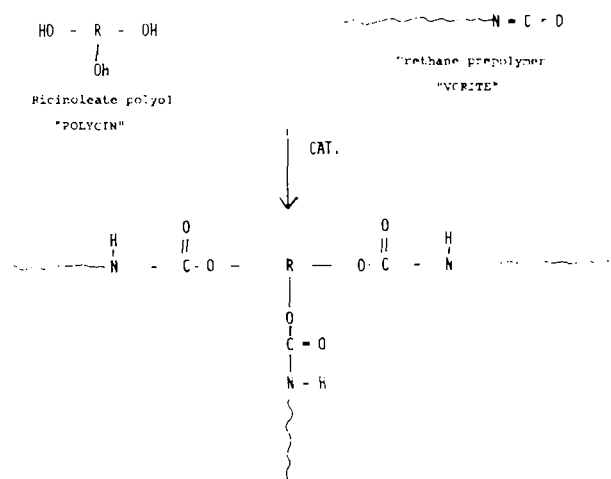 HO - R - OH
OH
Ricinoleate polyol
"POLYCIN"
N = C = O
Urethane prepolymer
"VORITE"
CAT.
H O O H
N - C - O - R - O - C - N
O
C = O
N - H